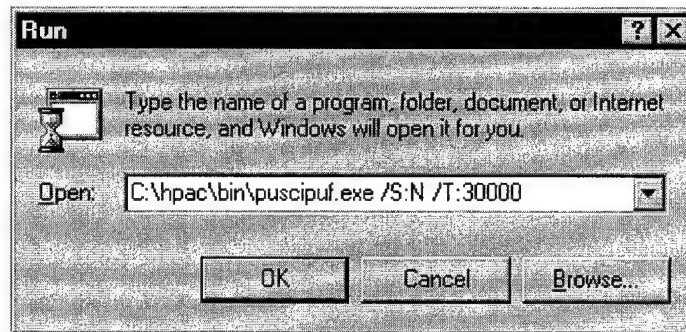 Run
Type the name of a program, folder, document, or Internet
resource, and Windows will open it for you.
Open: C:\hpac\bin\puscipuf.exe /S:N /T:30000
OK Cancel Browse...